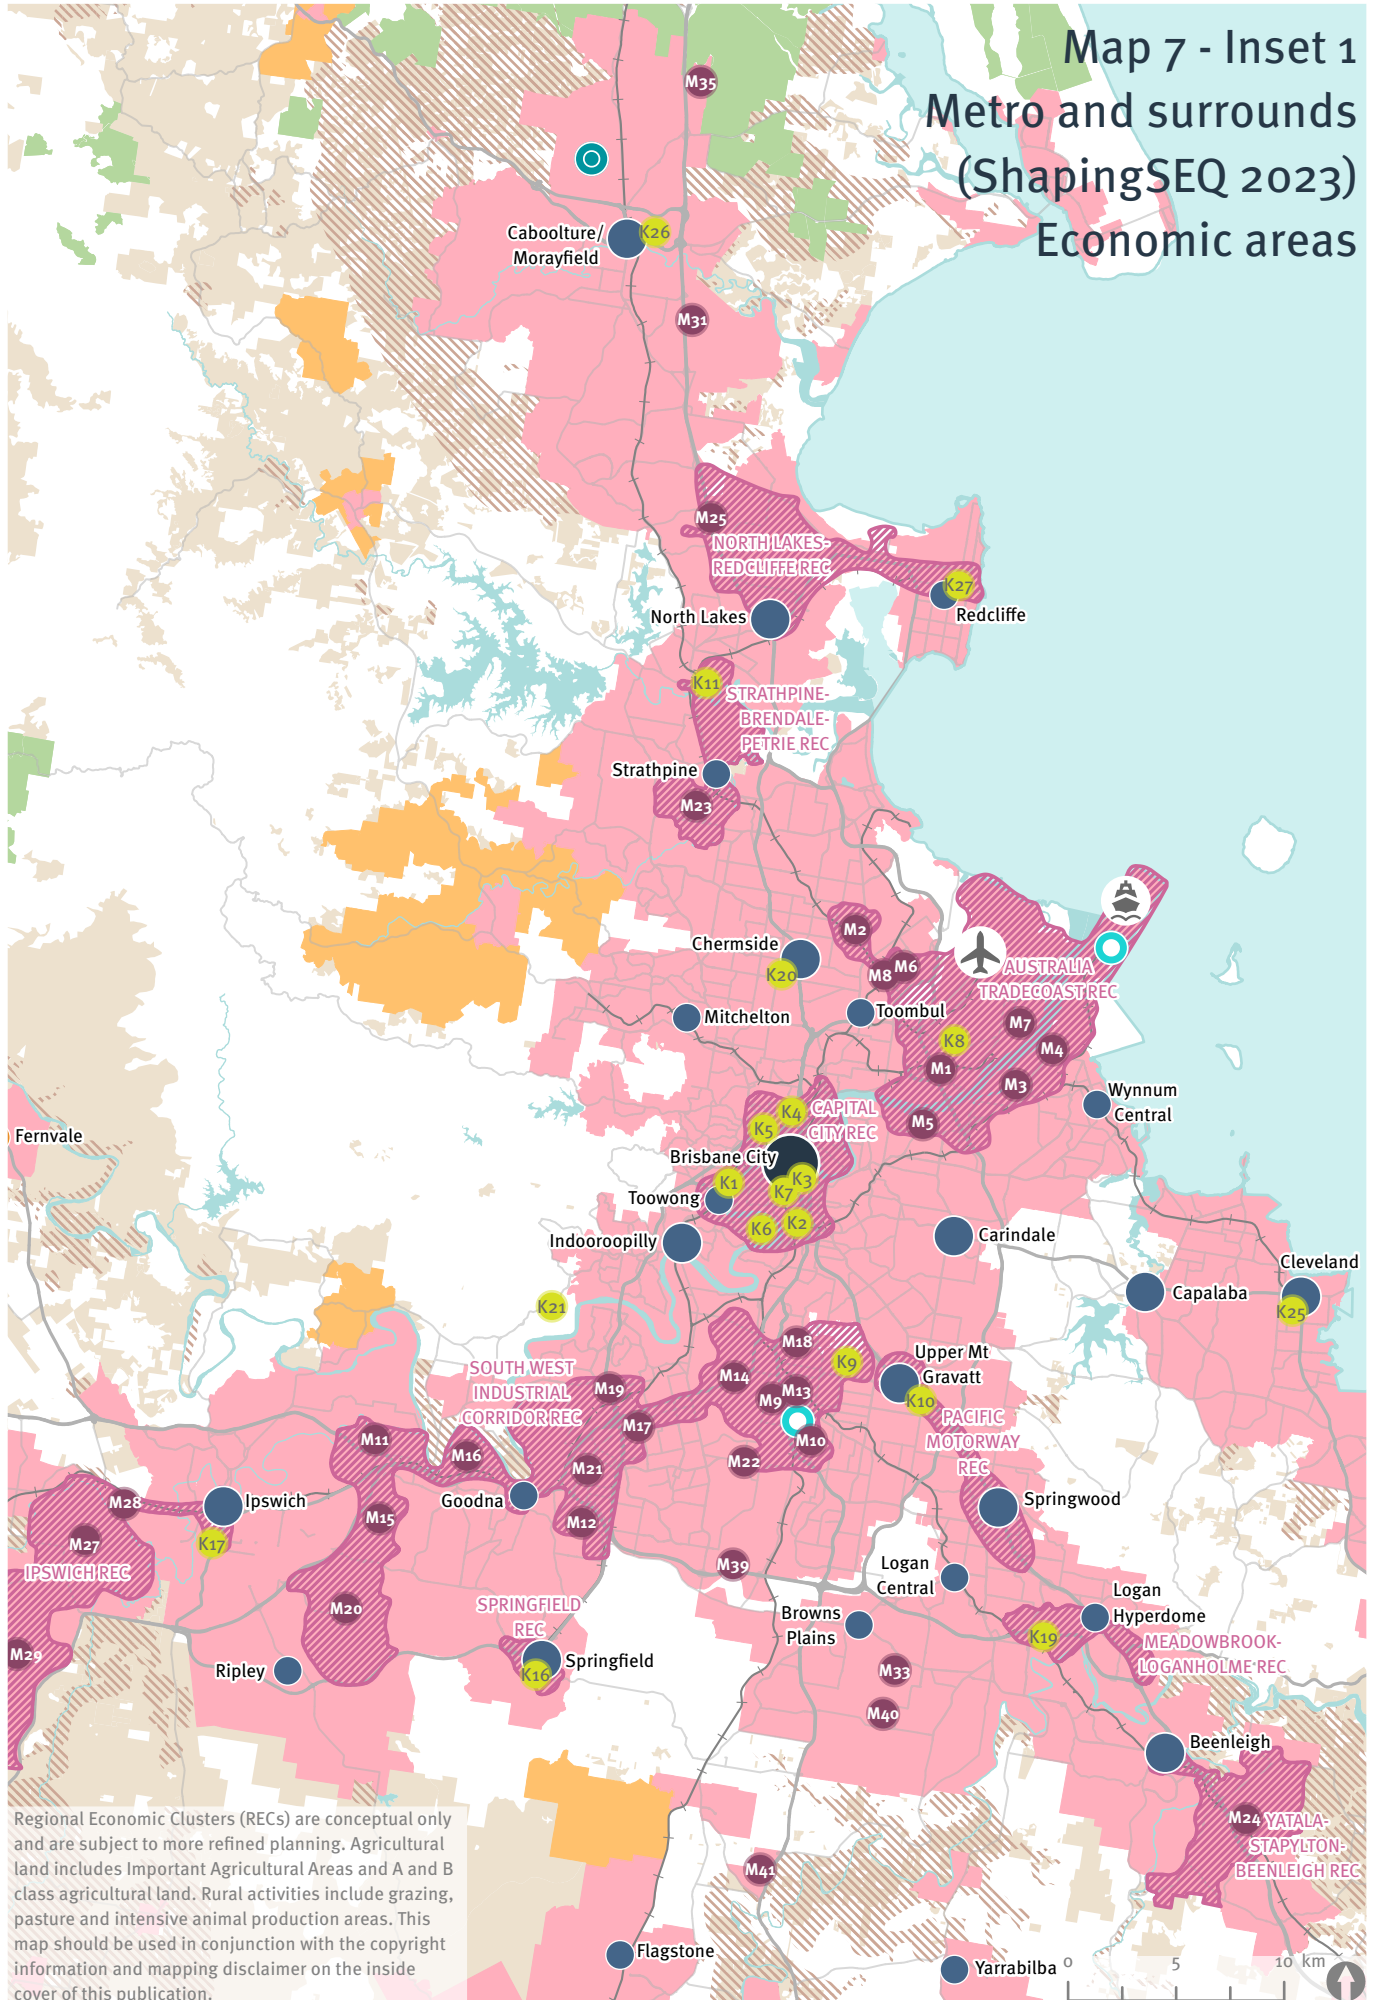 Map 7 - Inset 1
Metro and surrounds
(ShapingSEQ 2023)
Economic areas
M35
Caboolture/
Morayfield
K26
M31
M25
NORTH LAKES-
REDCLIFFE REC
K27
Redcliffe
North Lakes
K11
STRATHPINE-
BRENDALE-
PETRIE REC
Strathpine
M23
M2
Chermside
K20
M8
M6
AUSTRALIA
TRADECOAST REC
Mitchelton
Toombul
M7
K8
M4
M1
M3
Wynnum
Central
M5
K4
CAPITAL
CITY REC
K5
Fernvale
Brisbane City
K1
K3
K7
Toowong
K6
K2
Indooroopilly
Carindale
Cleveland
Capalaba
K25
K21
M18
K9
Upper Mt
Gravatt
K10
M14
M13
M9
M10
M22
SOUTH WEST
INDUSTRIAL
CORRIDOR REC
M19
M17
PACIFIC
MOTORWAY
REC
M11
M16
M21
Goodna
M12
Springwood
M28
Ipswich
M15
K17
M27
IPSWICH REC
M39
Logan
Central
M20
SPRINGFIELD
REC
Browns
Plains
Logan
Hyperdome
K19
MEADOWBROOK-
LOGANHOLME REC
M29
Ripley
Springfield
K16
M33
M40
Beenleigh
M24
YATALA-
STAPYLTON-
BEENLEIGH REC
M41
Flagstone
Yarrabilba
Regional Economic Clusters (RECs) are conceptual only
and are subject to more refined planning. Agricultural
land includes Important Agricultural Areas and A and B
class agricultural land. Rural activities include grazing,
pasture and intensive animal production areas. This
map should be used in conjunction with the copyright
information and mapping disclaimer on the inside
cover of this publication.
0 5 10 km